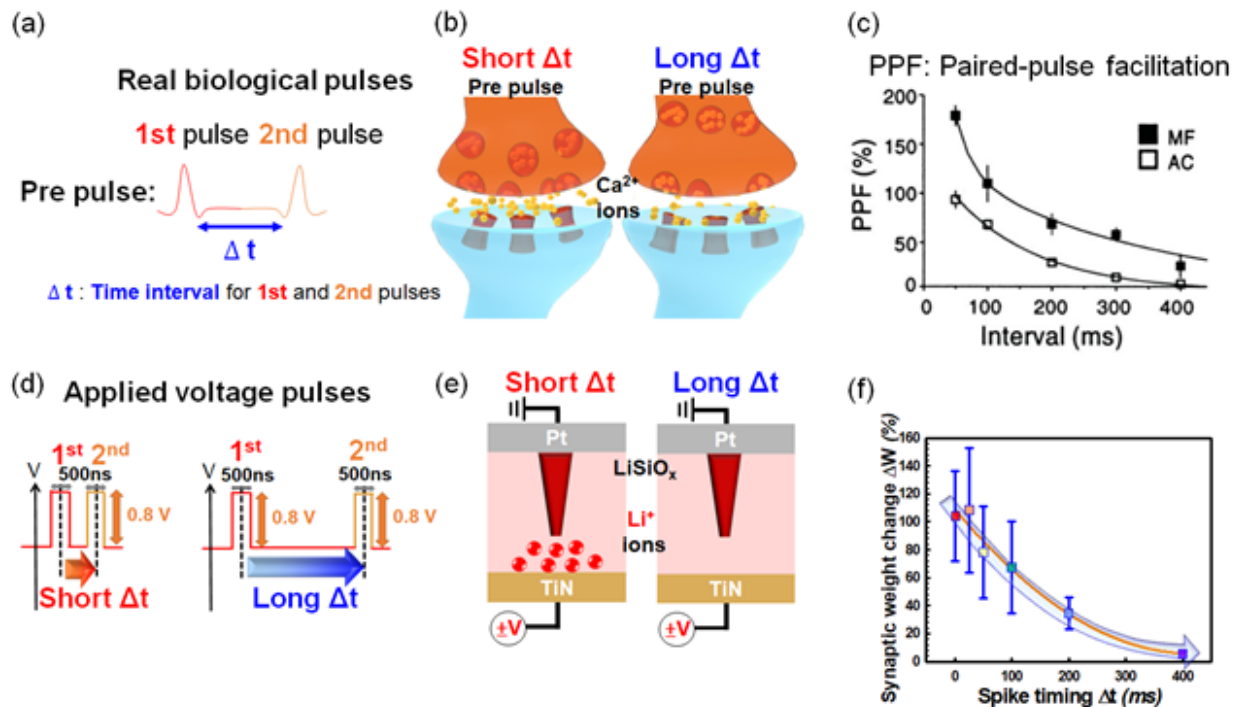 (a)
Real biological pulses
1st pulse 2nd pulse
Pre pulse:
Δ t
Δ t : Time interval for 1st and 2nd pulses
(b)
Short Δt Long Δt
Pre pulse Pre pulse
Ca2+
ions
(c)
PPF: Paired-pulse facilitation
PPF (%)
200
150
100
50
0
MF
AC
0 100 200 300 400
Interval (ms)
(d)
Applied voltage pulses
V
1st 2nd
500ns
0.8 V
Short Δt
V
1st 2nd
500ns 500ns
0.8 V 0.8 V
Long Δt
(e)
Short Δt Long Δt
Pt Pt
LiSiOx
Li+
ions
TiN TiN
±V ±V
(f)
Synaptic weight change ΔW (%)
160
140
120
100
80
60
40
20
0
0 100 200 300 400
Spike timing Δt (ms)